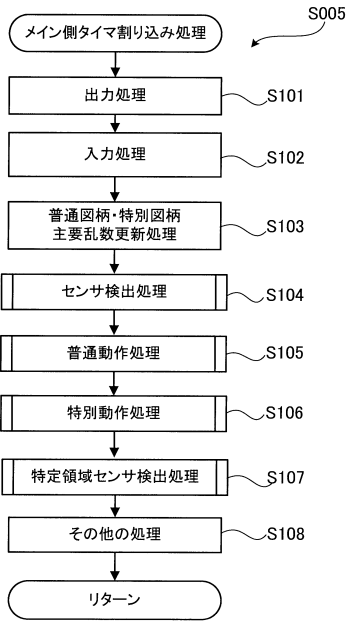 メイン側タイマ割り込み処理
S005
出力処理
S101
入力処理
S102
普通図柄・特別図柄
主要乱数更新処理
S103
センサ検出処理
S104
普通動作処理
S105
特別動作処理
S106
特定領域センサ検出処理
S107
その他の処理
S108
リターン